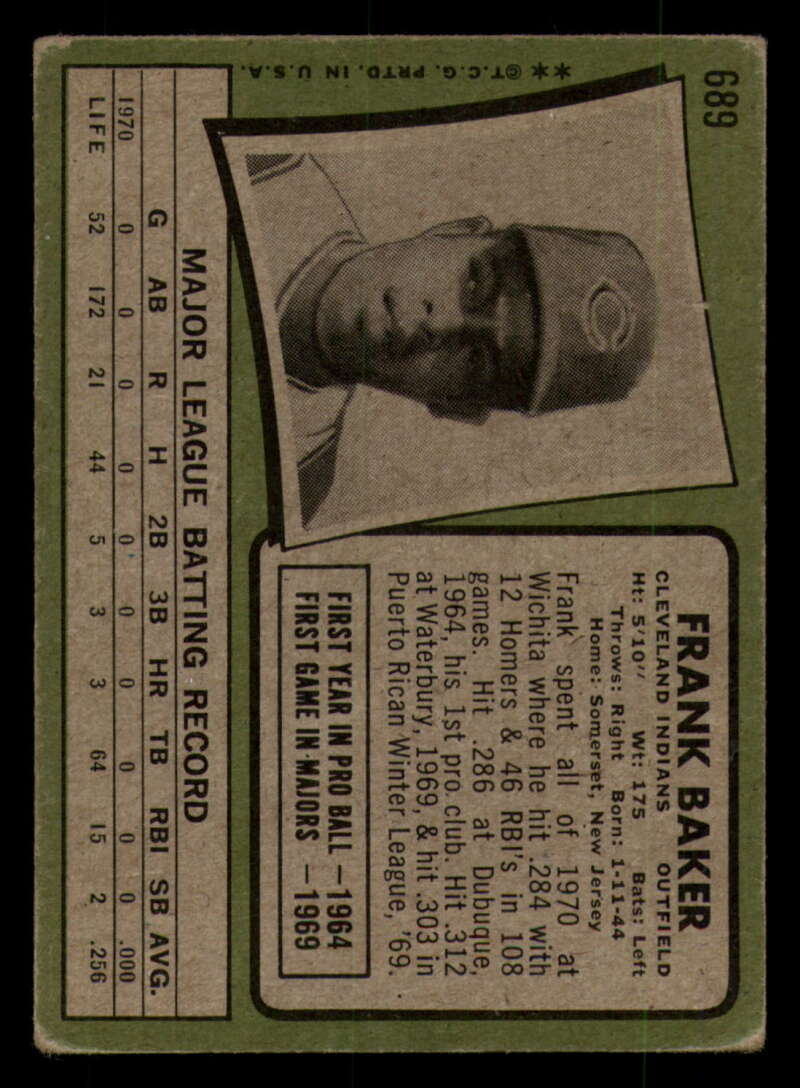 689
**©T.C.G. PRTD. IN U.S.A.
C
FRANK BAKER
CLEVELAND INDIANS OUTFIELD
Ht: 5'10" Wt: 175 Bats: Left
Throws: Right Born: 1-11-44
Home: Somerset, New Jersey
Frank spent all of 1970 at
Wichita where he hit .284 with
12 Homers & 46 RBI's in 108
games. Hit .286 at Dubuque,
1964, his 1st pro club. Hit .312
at Waterbury, 1969, & hit .303 in
Puerto Rican Winter League, '69.
FIRST YEAR IN PRO BALL – 1964
FIRST GAME IN MAJORS – 1969
MAJOR LEAGUE BATTING RECORD
G AB R H 2B 3B HR TB RBI SB AVG.
1970 0 0 0 0 0 0 0 0 0 0 .000
LIFE 52 172 21 44 5 3 3 64 15 2 .256